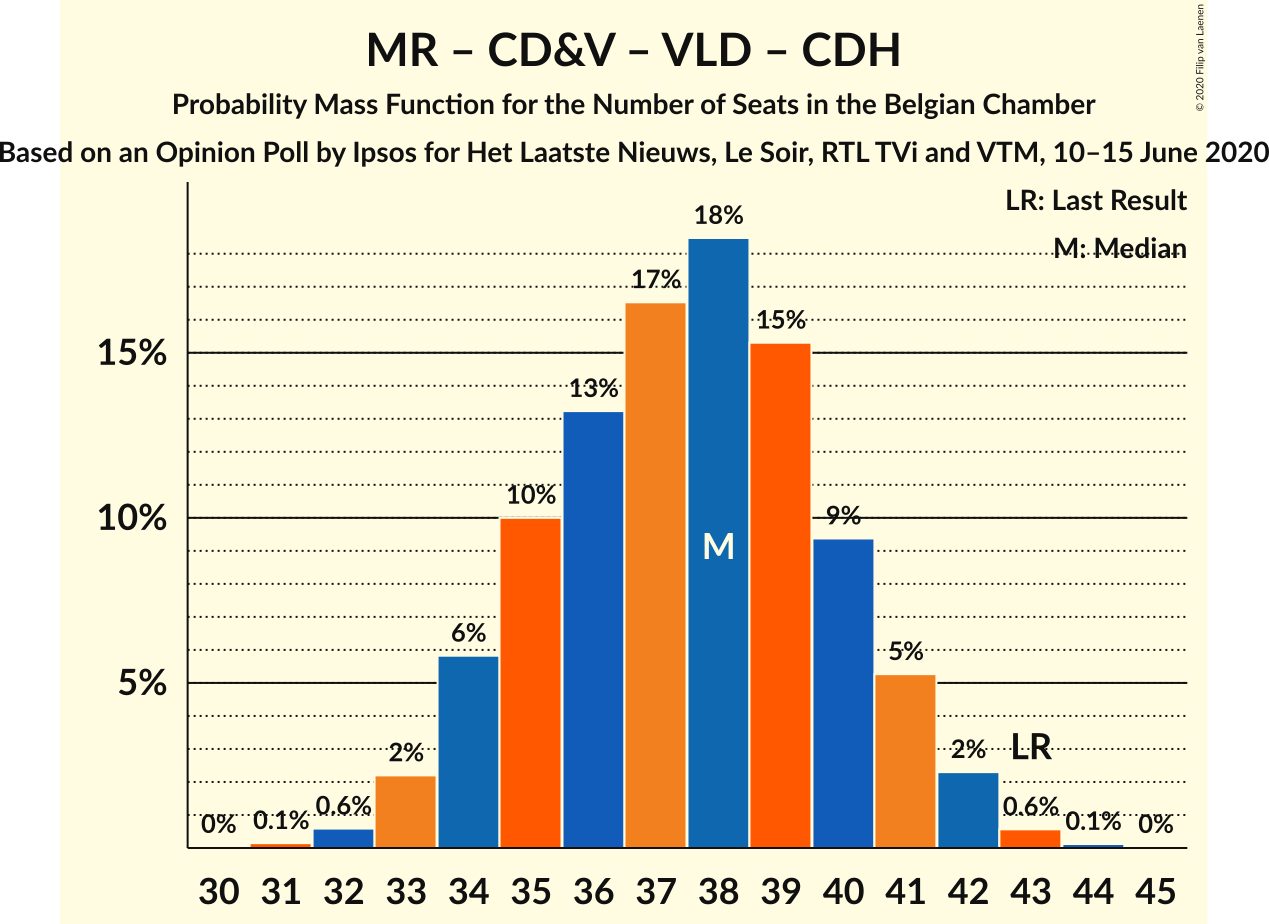 MR – CD&V – VLD – CDH
Probability Mass Function for the Number of Seats in the Belgian Chamber
Based on an Opinion Poll by Ipsos for Het Laatste Nieuws, Le Soir, RTL TVi and VTM, 10–15 June 2020
© 2020 Filip van Laenen
LR: Last Result
M: Median
15%
10%
5%
0%
0.1%
0.6%
2%
6%
10%
13%
17%
18%
15%
9%
5%
2%
0.6%
0.1%
0%
M
LR
30 31 32 33 34 35 36 37 38 39 40 41 42 43 44 45